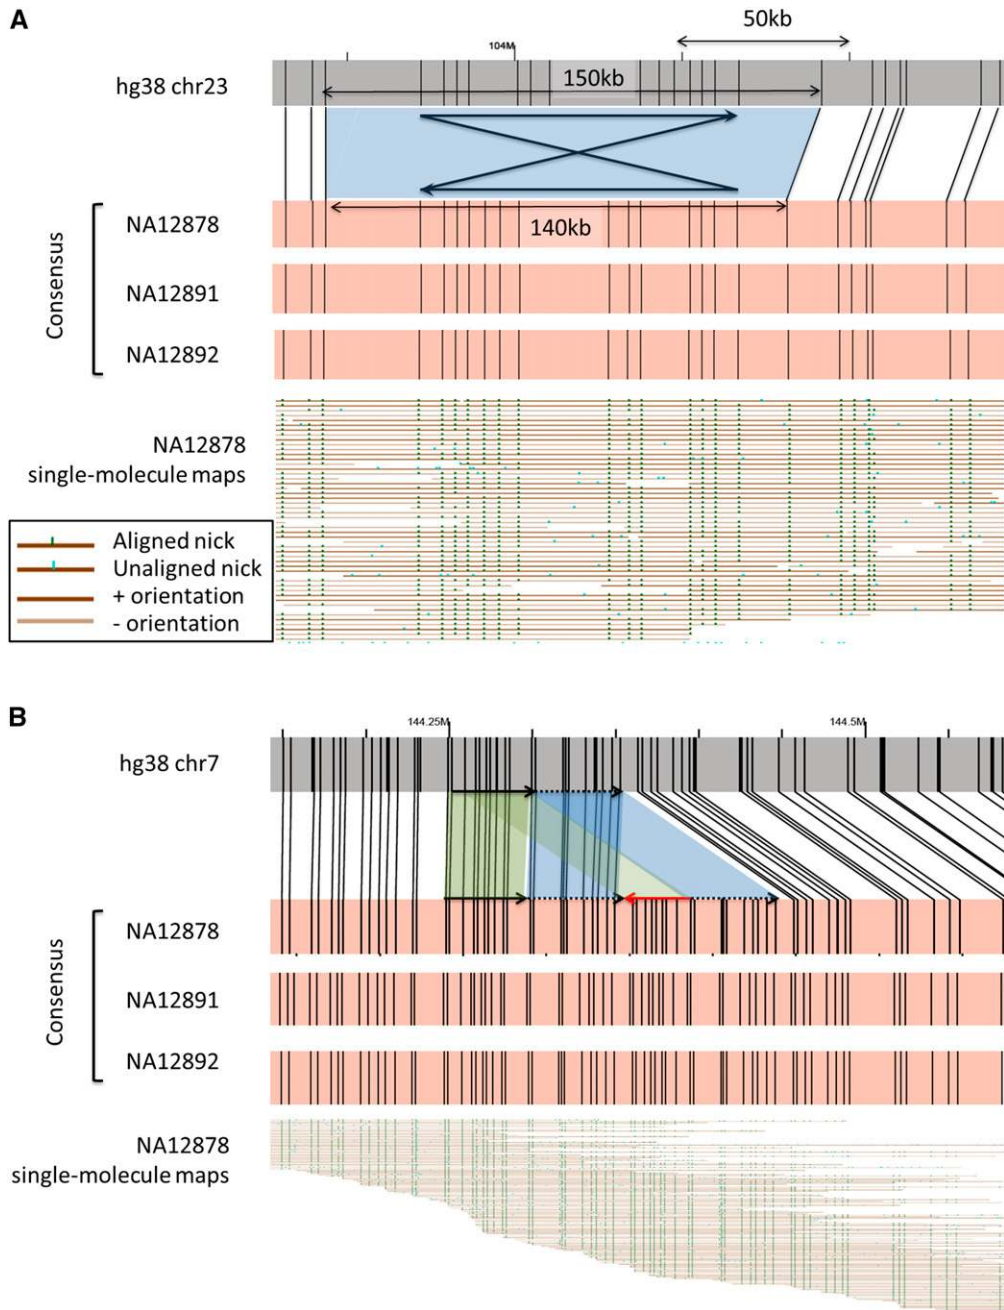 A
50kb
104M
hg38 chr23
150kb
NA12878
140kb
Consensus
NA12891
NA12892
NA12878
single-molecule maps
Aligned nick
Unaligned nick
+ orientation
- orientation
B
144.25M
144.5M
hg38 chr7
NA12878
Consensus
NA12891
NA12892
NA12878
single-molecule maps